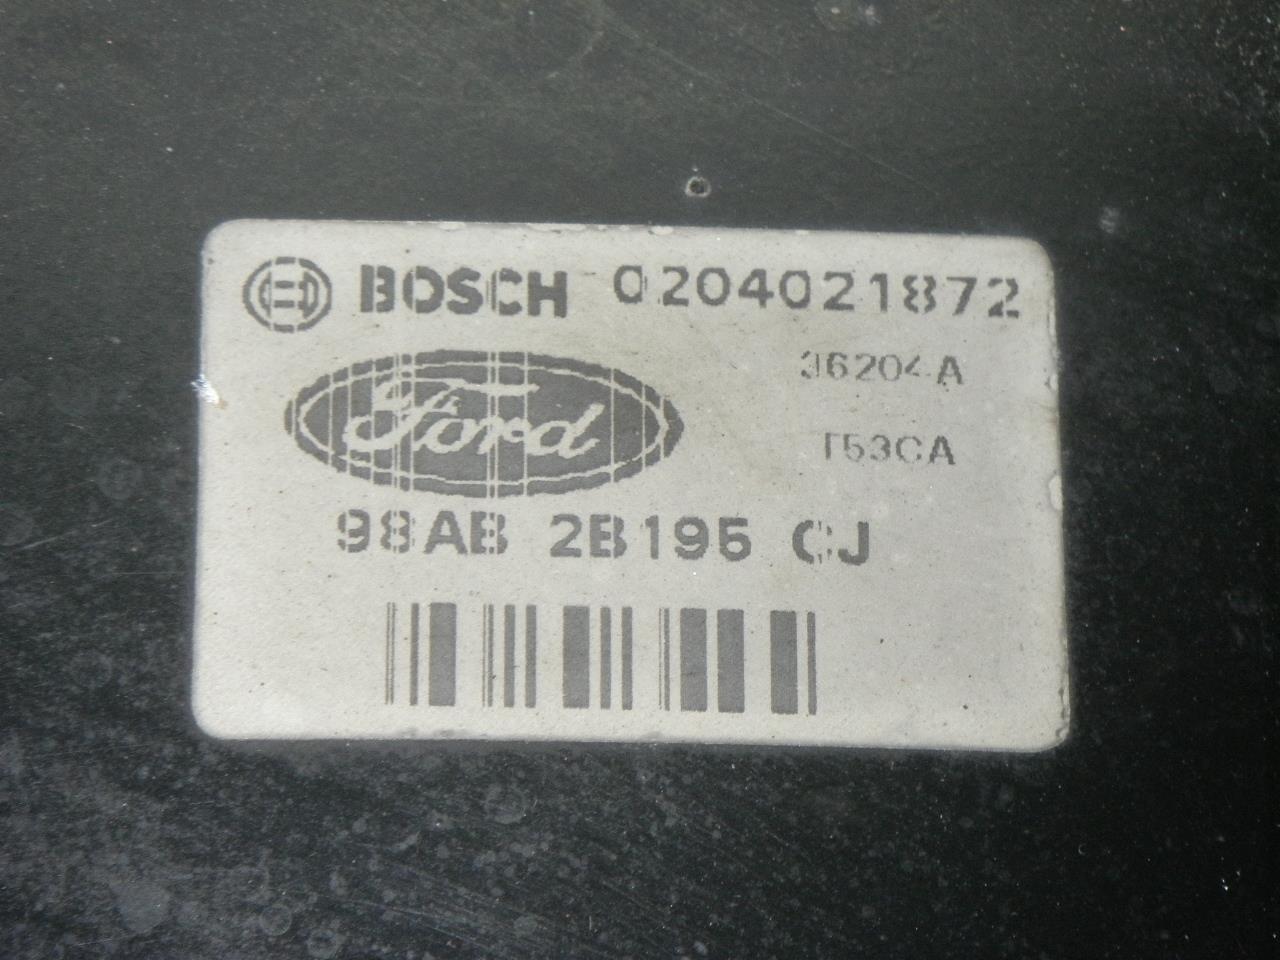 BOSCH 0204021872
36204A
Ford
T53CA
98AB 2B195 CJ